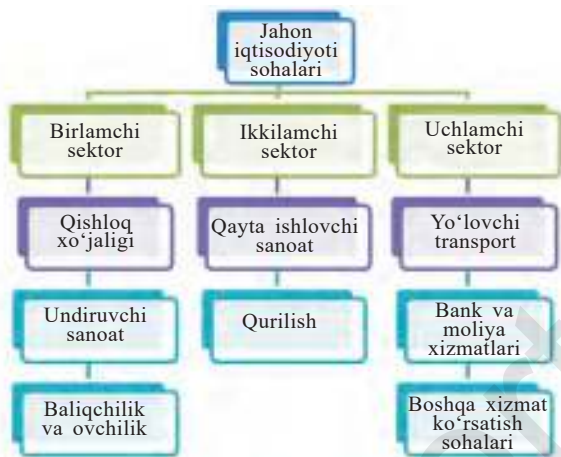 Jahon
iqtisodiyoti
sohalari
Birlamchi
sektor
Ikkilamchi
sektor
Uchlamchi
sektor
Qishloq
xo‘jaligi
Qayta ishlovchi
sanoat
Yo‘lovchi
transport
Undiruvchi
sanoat
Qurilish
Bank va
moliya
xizmatlari
Baliqchilik
va ovchilik
Boshqa xizmat
ko‘rsatish
sohalari